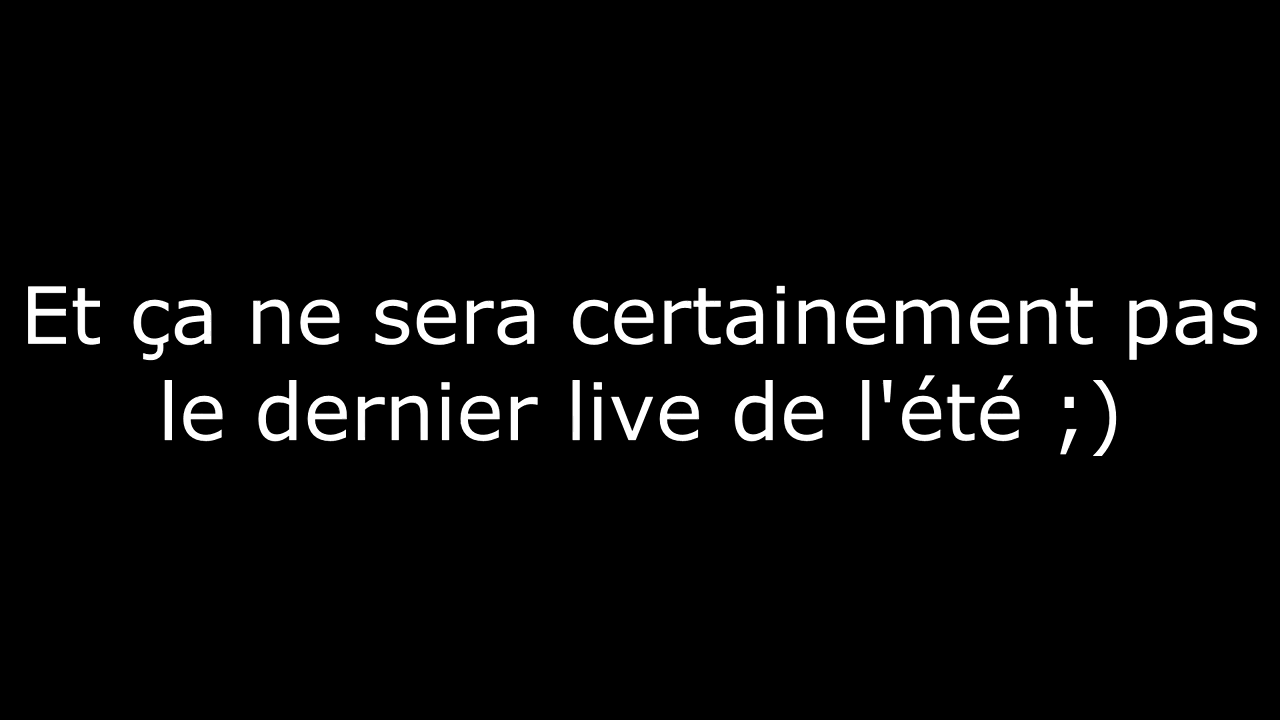 Et ça ne sera certainement pas
le dernier live de l'été ;)